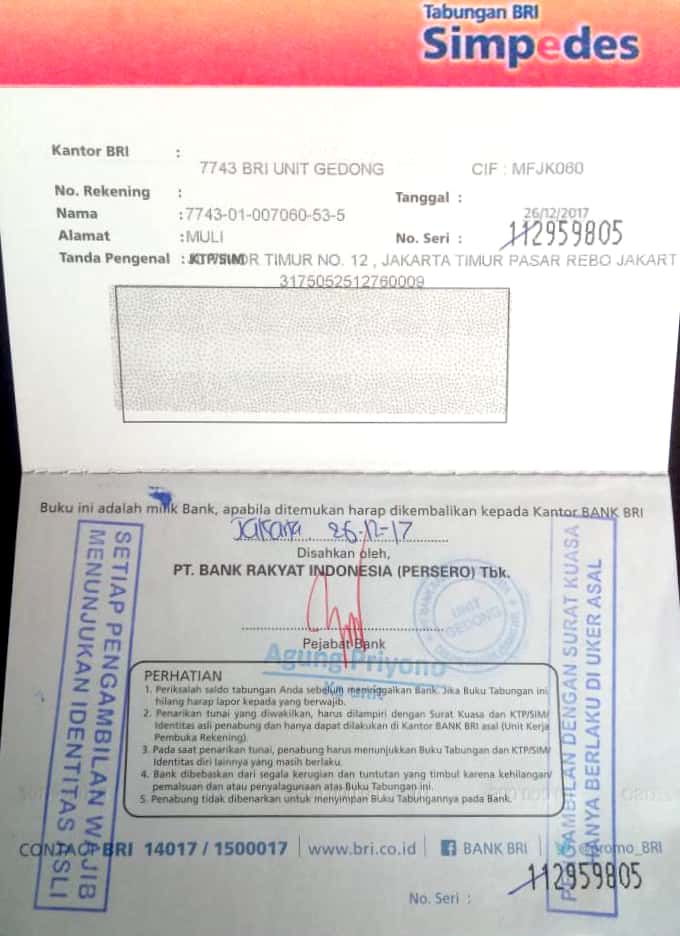 Tabungan BRI
Simpedes
Kantor BRI :
7743 BRI UNIT GEDONG CIF : MFJK060
No. Rekening : Tanggal :
26/12/2017
Nama : 7743-01-007060-53-5
112959805
Alamat : MULI No. Seri :
Tanda Pengenal : KTP/SIM TIMUR NO. 12 , JAKARTA TIMUR PASAR REBO JAKART
3175052512760009
Buku ini adalah milik Bank, apabila ditemukan harap dikembalikan kepada Kantor BANK BRI
Jakarta, 26-12-17
Disahkan oleh,
PT. BANK RAKYAT INDONESIA (PERSERO) Tbk.
UNIT
GEDONG
Pejabat Bank
Agung Priyono
Ka unit
PERHATIAN
1. Periksalah saldo tabungan Anda sebelum meninggalkan Bank. Jika Buku Tabungan ini
hilang harap lapor kepada yang berwajib.
2. Penarikan tunai yang diwakilkan, harus dilampiri dengan Surat Kuasa dan KTP/SIM/
Identitas asli penabung dan hanya dapat dilakukan di Kantor BANK BRI asal (Unit Kerja
Pembuka Rekening).
3. Pada saat penarikan tunai, penabung harus menunjukkan Buku Tabungan dan KTP/SIM/
Identitas diri lainnya yang masih berlaku.
4. Bank dibebaskan dari segala kerugian dan tuntutan yang timbul karena kehilangan/
pemalsuan dan atau penyalagunaan atas Buku Tabungan ini.
5. Penabung tidak dibenarkan untuk menyimpan Buku Tabungannya pada Bank.
SETIAP PENGAMBILAN WAJIB
MENUNJUKAN IDENTITAS ASLI
PENGAMBILAN DENGAN SURAT KUASA
HANYA BERLAKU DI UKER ASAL
CONTACT BRI 14017 / 1500017 www.bri.co.id BANK BRI @promo_BRI
No. Seri : 112959805